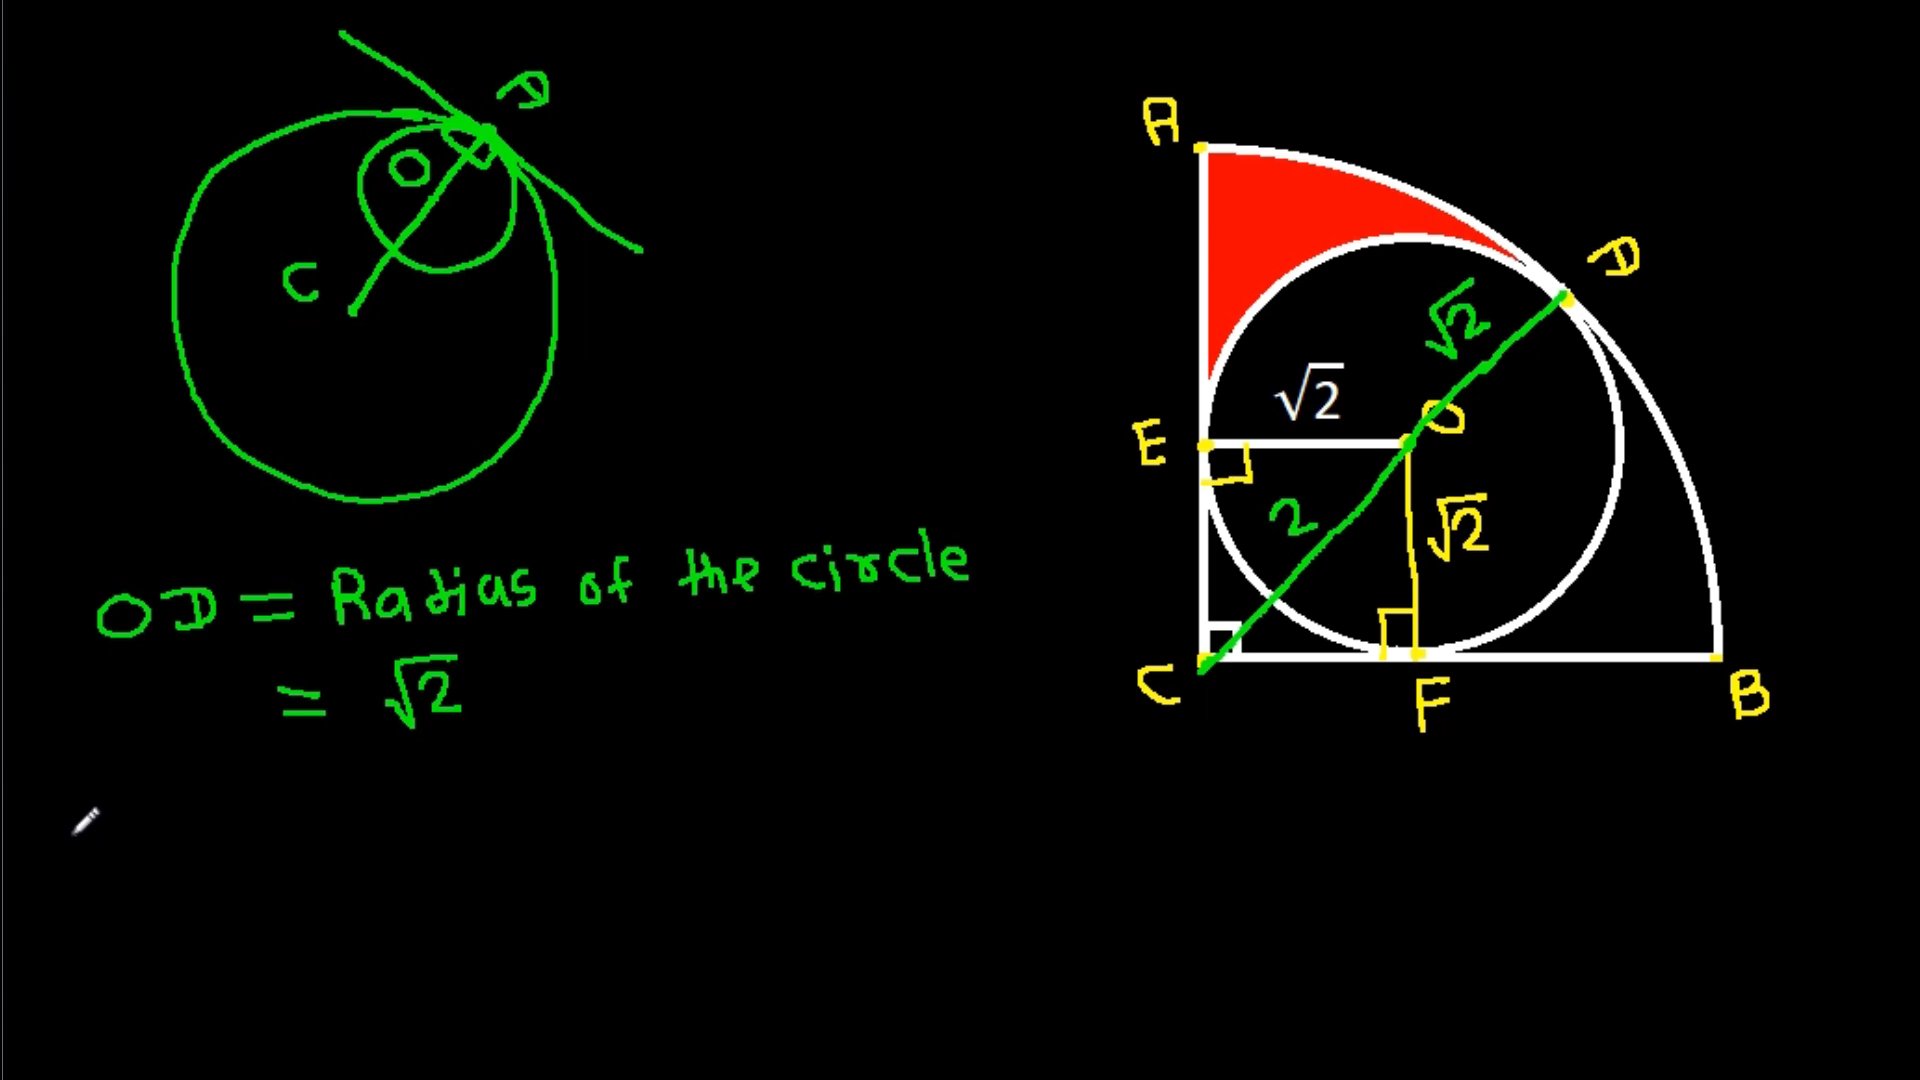 D
O
C
OD = Radius of the circle
= √2
A
D
√2
√2
O
E
2
√2
C
F
B